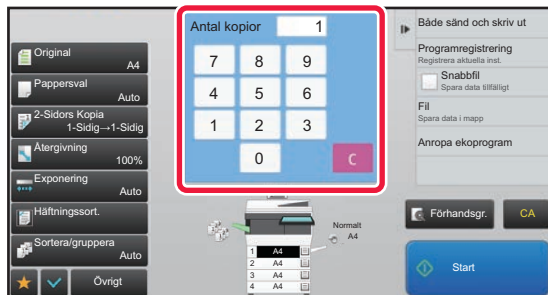 Original
A4
Pappersval
Auto
2-Sidors Kopia
1-Sidig→1-Sidig
Återgivning
100%
Exponering
Auto
Häftningssort.
Sortera/gruppera
Auto
Övrigt
Antal kopior 1
7 8 9
4 5 6
1 2 3
0 C
Normalt
A4
1 A4
2 A4
3 A4
4 A4
Både sänd och skriv ut
Programregistrering
Registrera aktuella inst.
Snabbfil
Spara data tillfälligt
Fil
Spara data i mapp
Anropa ekoprogram
Förhandsgr. CA
Start